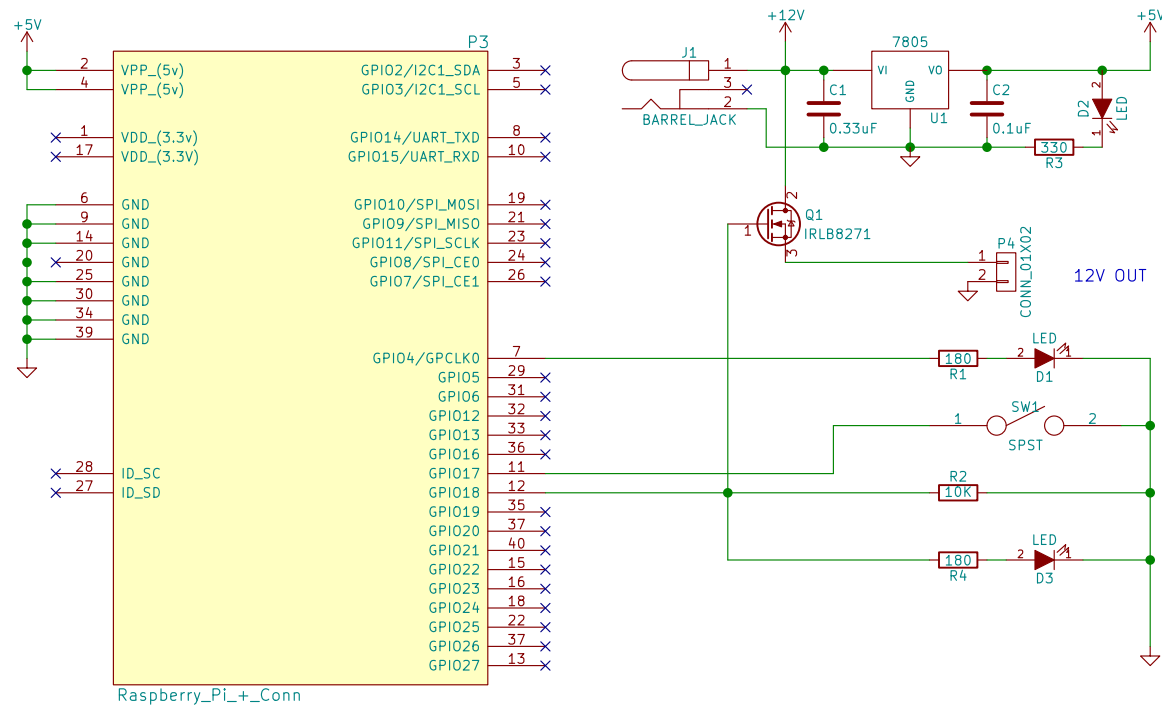 +5V
P3
2 VPP_(5v) GPIO2/I2C1_SDA 3
4 VPP_(5v) GPIO3/I2C1_SCL 5
1 VDD_(3.3v) GPIO14/UART_TXD 8
17 VDD_(3.3V) GPIO15/UART_RXD 10
6 GND GPIO10/SPI_MOSI 19
9 GND GPIO9/SPI_MISO 21
14 GND GPIO11/SPI_SCLK 23
20 GND GPIO8/SPI_CE0 24
25 GND GPIO7/SPI_CE1 26
30 GND
34 GND
39 GND
GPIO4/GPCLK0 7
GPIO5 29
GPIO6 31
GPIO12 32
GPIO13 33
GPIO16 36
28 ID_SC GPIO17 11
27 ID_SD GPIO18 12
GPIO19 35
GPIO20 37
GPIO21 40
GPIO22 15
GPIO23 16
GPIO24 18
GPIO25 22
GPIO26 37
GPIO27 13
Raspberry_Pi_+_Conn
+12V
+5V
J1
1
3
2
BARREL_JACK
C1
0.33uF
7805
VI VO
GND
U1
C2
0.1uF
D2
LED
2
1
330
R3
2
Q1
1
IRLB8271
3
P4
1
2
CONN_01X02
12V OUT
LED
180 2 1
R1 D1
SW1
1 2
SPST
R2
10K
LED
180 2 1
R4 D3